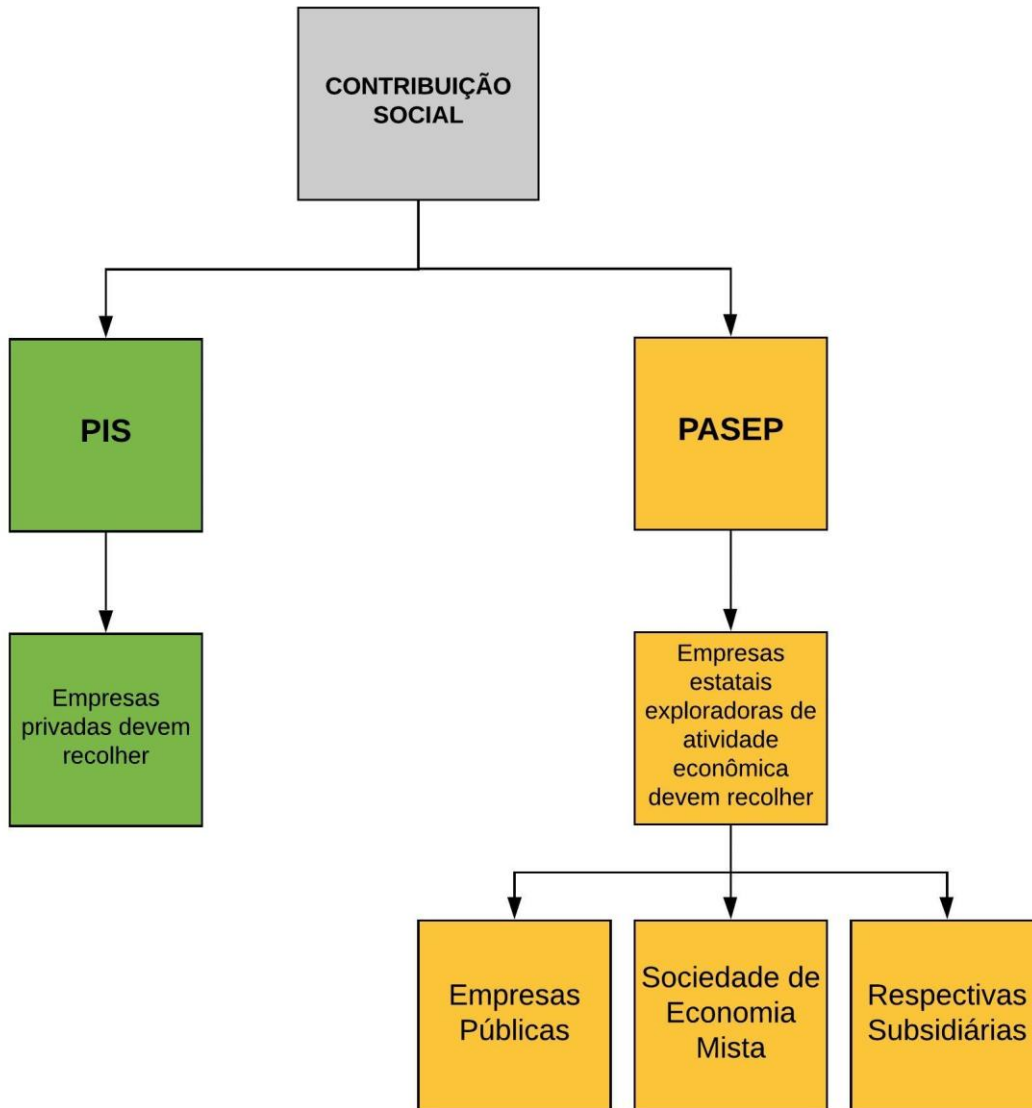 CONTRIBUIÇÃO
SOCIAL
PIS
PASEP
Empresas
privadas devem
recolher
Empresas
estatais
exploradoras de
atividade
econômica
devem recolher
Empresas
Públicas
Sociedade de
Economia
Mista
Respectivas
Subsidiárias